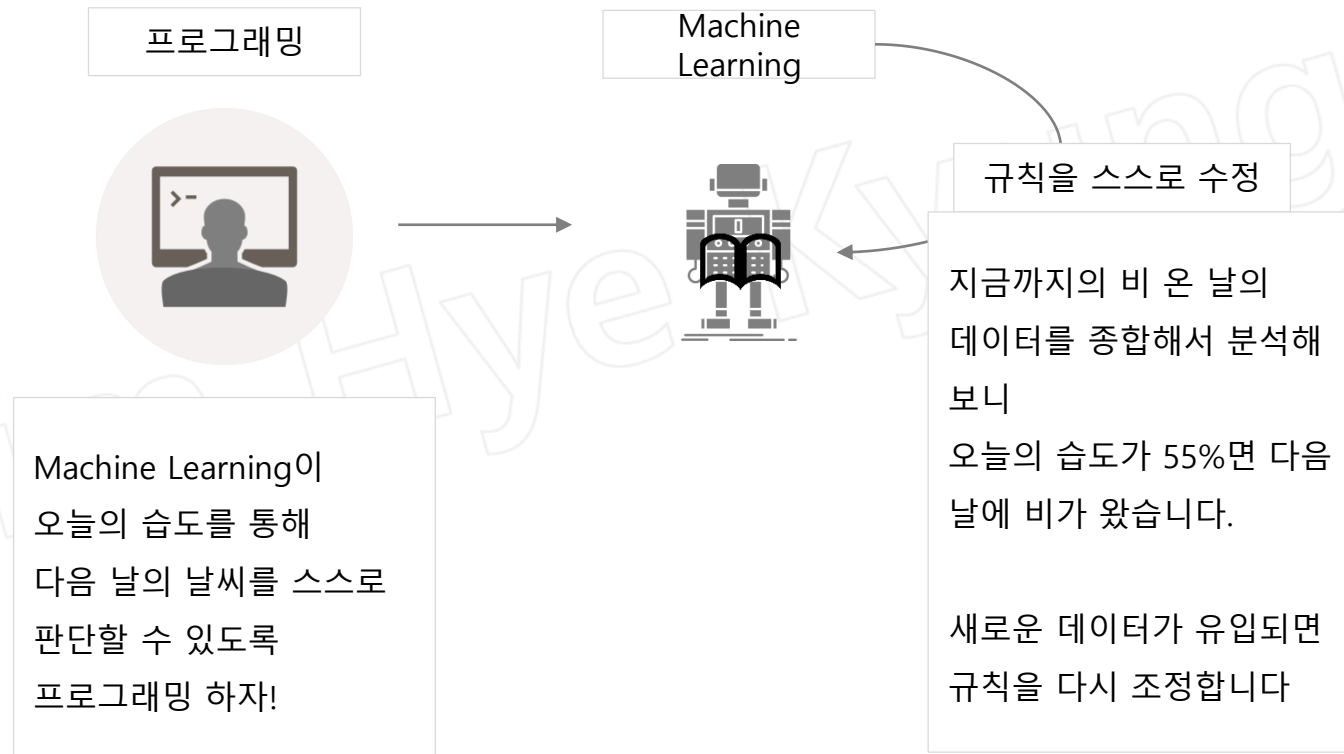 프로그래밍
Machine
Learning
규칙을 스스로 수정
Machine Learning이
오늘의 습도를 통해
다음 날의 날씨를 스스로
판단할 수 있도록
프로그래밍 하자!
지금까지의 비 온 날의
데이터를 종합해서 분석해
보니
오늘의 습도가 55%면 다음
날에 비가 왔습니다.
새로운 데이터가 유입되면
규칙을 다시 조정합니다